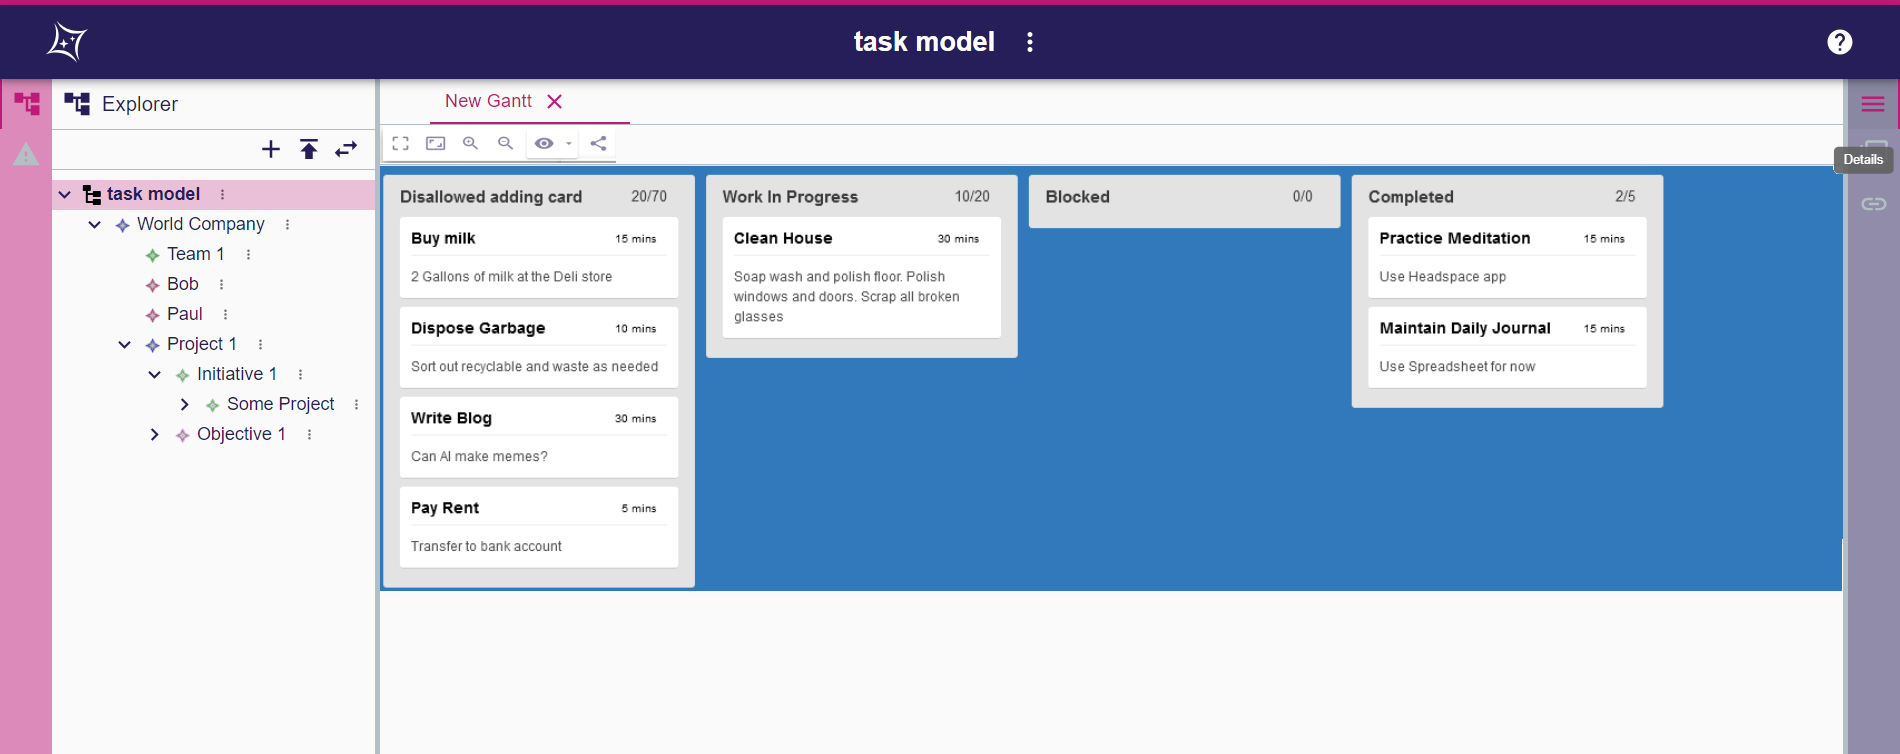 task model
Explorer
New Gantt
Details
task model
World Company
Team 1
Bob
Paul
Project 1
Initiative 1
Some Project
Objective 1
Disallowed adding card 20/70
Buy milk 15 mins
2 Gallons of milk at the Deli store
Dispose Garbage 10 mins
Sort out recyclable and waste as needed
Write Blog 30 mins
Can AI make memes?
Pay Rent 5 mins
Transfer to bank account
Work In Progress 10/20
Clean House 30 mins
Soap wash and polish floor. Polish
windows and doors. Scrap all broken
glasses
Blocked 0/0
Completed 2/5
Practice Meditation 15 mins
Use Headspace app
Maintain Daily Journal 15 mins
Use Spreadsheet for now